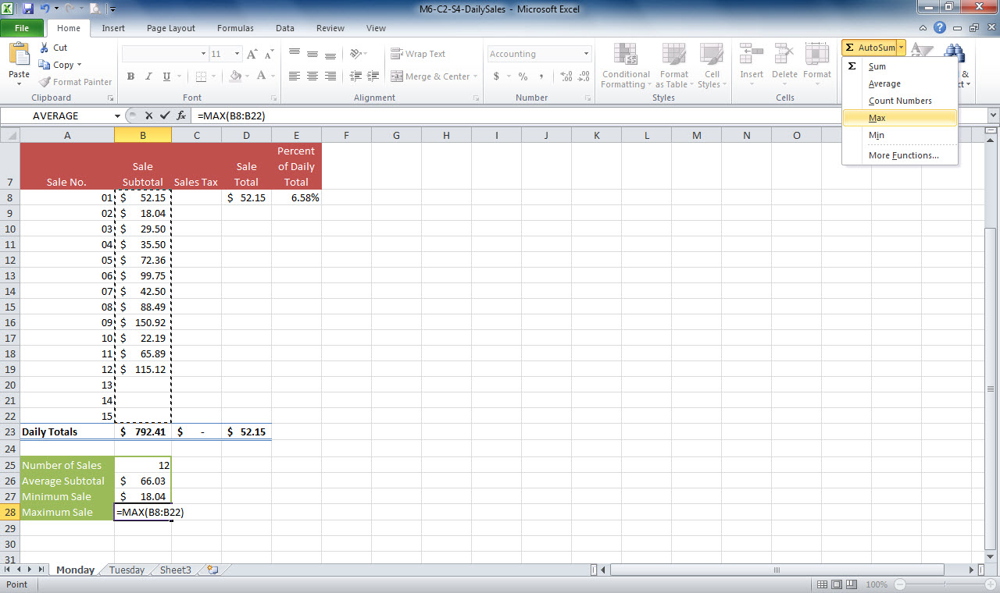 M6-C2-S4-DailySales - Microsoft Excel
File Home Insert Page Layout Formulas Data Review View
Paste
Cut
Copy
Format Painter
Clipboard
11
B I U
Font
Wrap Text
Merge & Center
Alignment
Accounting
$ % ,
Number
Conditional Formatting
Format as Table
Cell Styles
Styles
Insert Delete Format
Cells
Σ AutoSum
Σ Sum
Average
Count Numbers
Max
Min
More Functions...
&
AVERAGE fx =MAX(B8:B22)
A B C D E F G H I J K L M N O
7 Sale No. Sale Subtotal Sales Tax Sale Total Percent of Daily Total
8 01 $ 52.15 $ 52.15 6.58%
9 02 $ 18.04
10 03 $ 29.50
11 04 $ 35.50
12 05 $ 72.36
13 06 $ 99.75
14 07 $ 42.50
15 08 $ 88.49
16 09 $ 150.92
17 10 $ 22.19
18 11 $ 65.89
19 12 $ 115.12
20 13
21 14
22 15
23 Daily Totals $ 792.41 $ - $ 52.15
24
25 Number of Sales 12
26 Average Subtotal $ 66.03
27 Minimum Sale $ 18.04
28 Maximum Sale =MAX(B8:B22)
29
30
31
Monday Tuesday Sheet3
Point 100%